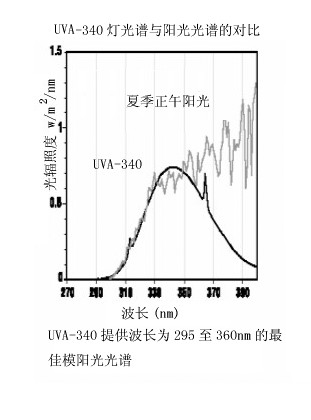 UVA-340 灯光谱与阳光光谱的对比
1.5
夏季正午阳光
1
UVA-340
0.5
0
270 290 310 330 350 370 390
光辐照度 w/m²/nm
波长 (nm)
UVA-340 提供波长为 295 至 360nm 的最
佳模阳光光谱